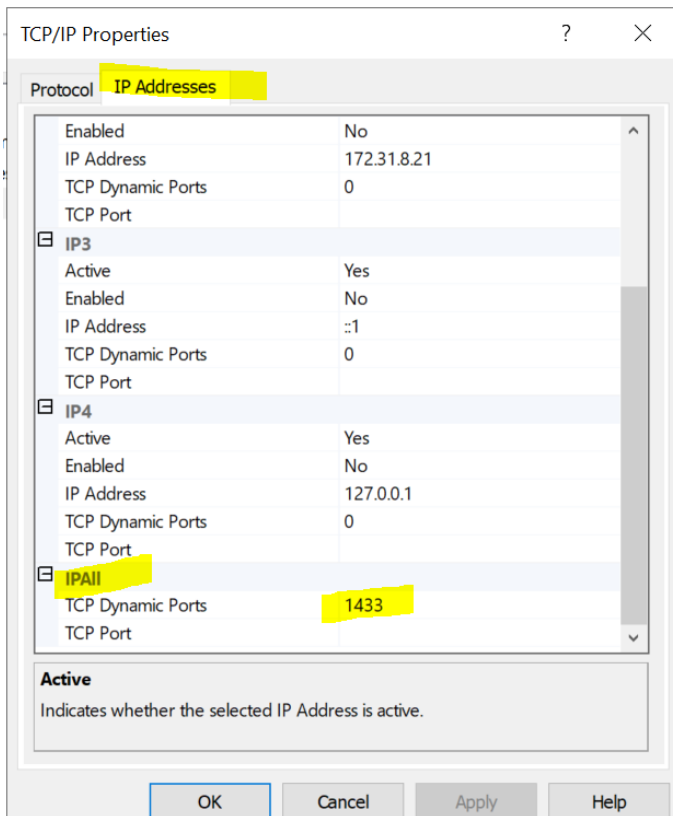 TCP/IP Properties ? ×
Protocol IP Addresses
Enabled No
IP Address 172.31.8.21
TCP Dynamic Ports 0
TCP Port
IP3
Active Yes
Enabled No
IP Address ::1
TCP Dynamic Ports 0
TCP Port
IP4
Active Yes
Enabled No
IP Address 127.0.0.1
TCP Dynamic Ports 0
TCP Port
IPAll
TCP Dynamic Ports 1433
TCP Port
Active
Indicates whether the selected IP Address is active.
OK Cancel Apply Help